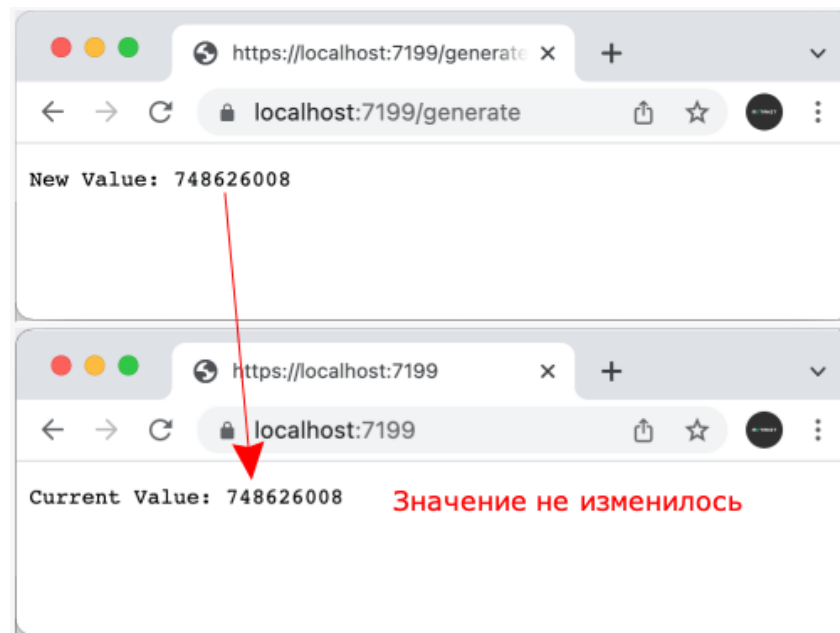 https://localhost:7199/generate
localhost:7199/generate
New Value: 748626008
https://localhost:7199
localhost:7199
Current Value: 748626008 Значение не изменилось